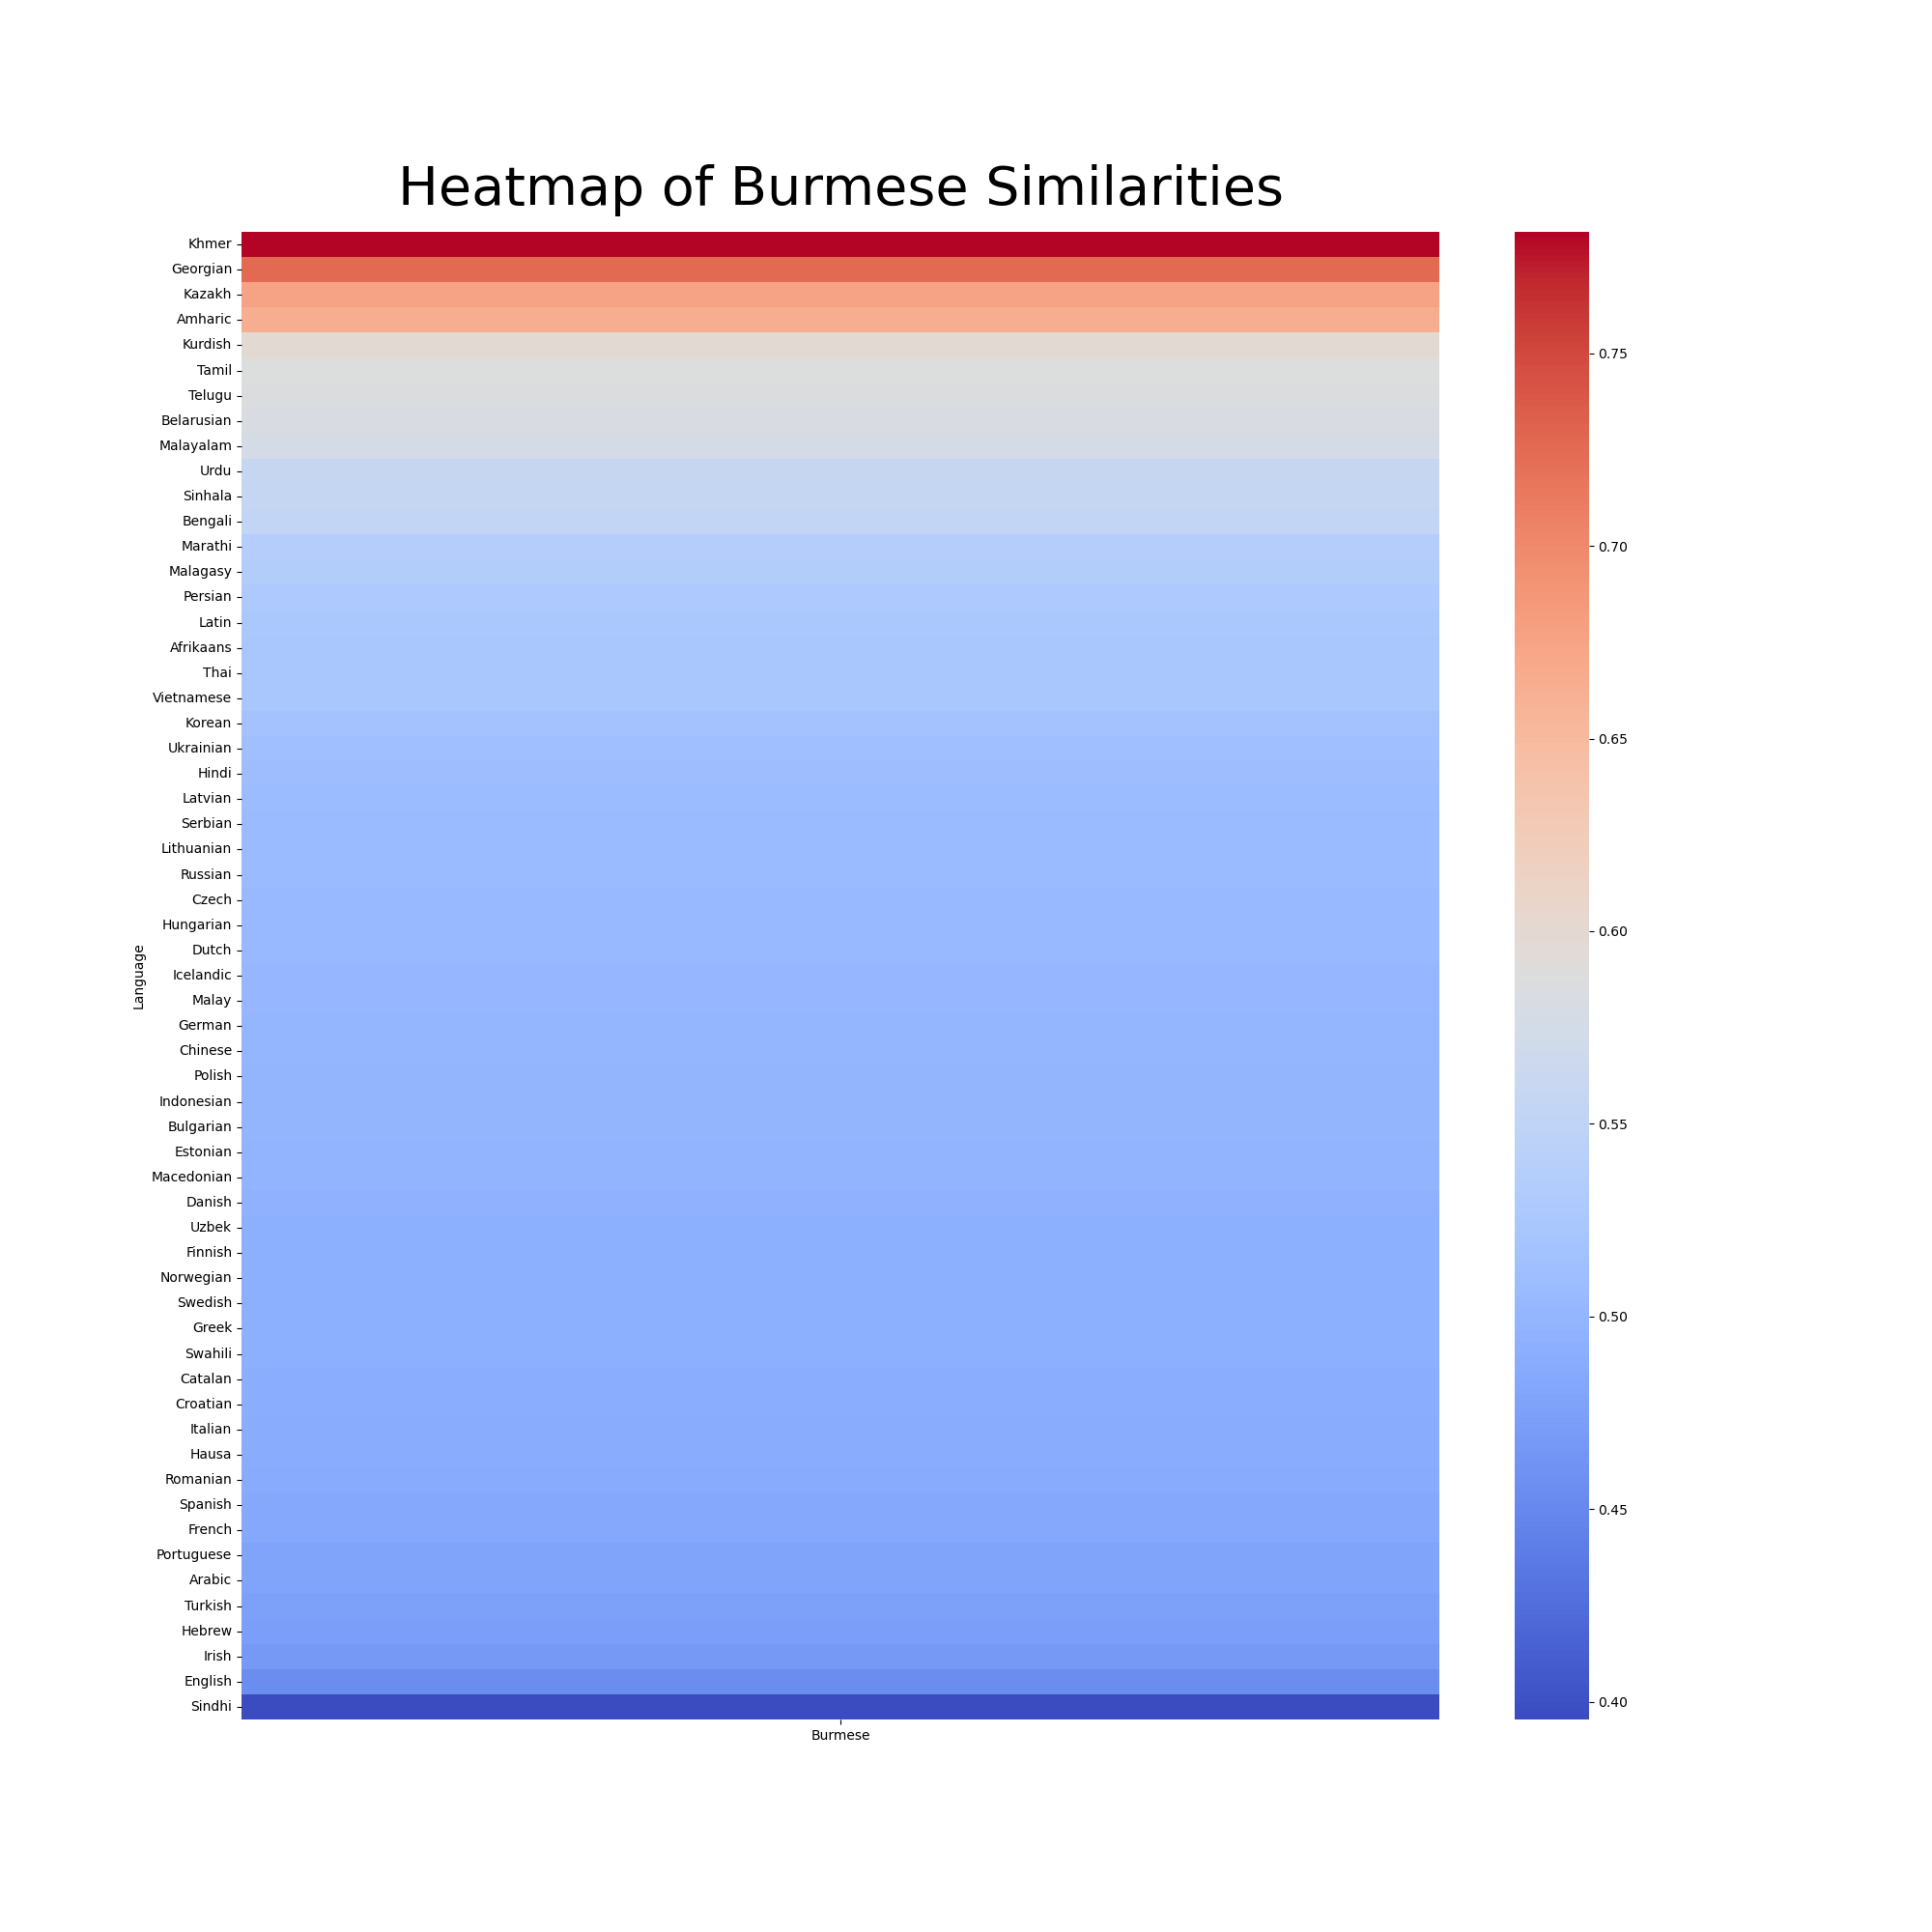 Heatmap of Burmese Similarities
Khmer
Georgian
Kazakh
Amharic
Kurdish
Tamil
Telugu
Belarusian
Malayalam
Urdu
Sinhala
Bengali
Marathi
Malagasy
Persian
Latin
Afrikaans
Thai
Vietnamese
Korean
Ukrainian
Hindi
Latvian
Serbian
Lithuanian
Russian
Czech
Hungarian
Dutch
Icelandic
Malay
German
Chinese
Polish
Indonesian
Bulgarian
Estonian
Macedonian
Danish
Uzbek
Finnish
Norwegian
Swedish
Greek
Swahili
Catalan
Croatian
Italian
Hausa
Romanian
Spanish
French
Portuguese
Arabic
Turkish
Hebrew
Irish
English
Sindhi
Language
Burmese
0.75
0.70
0.65
0.60
0.55
0.50
0.45
0.40